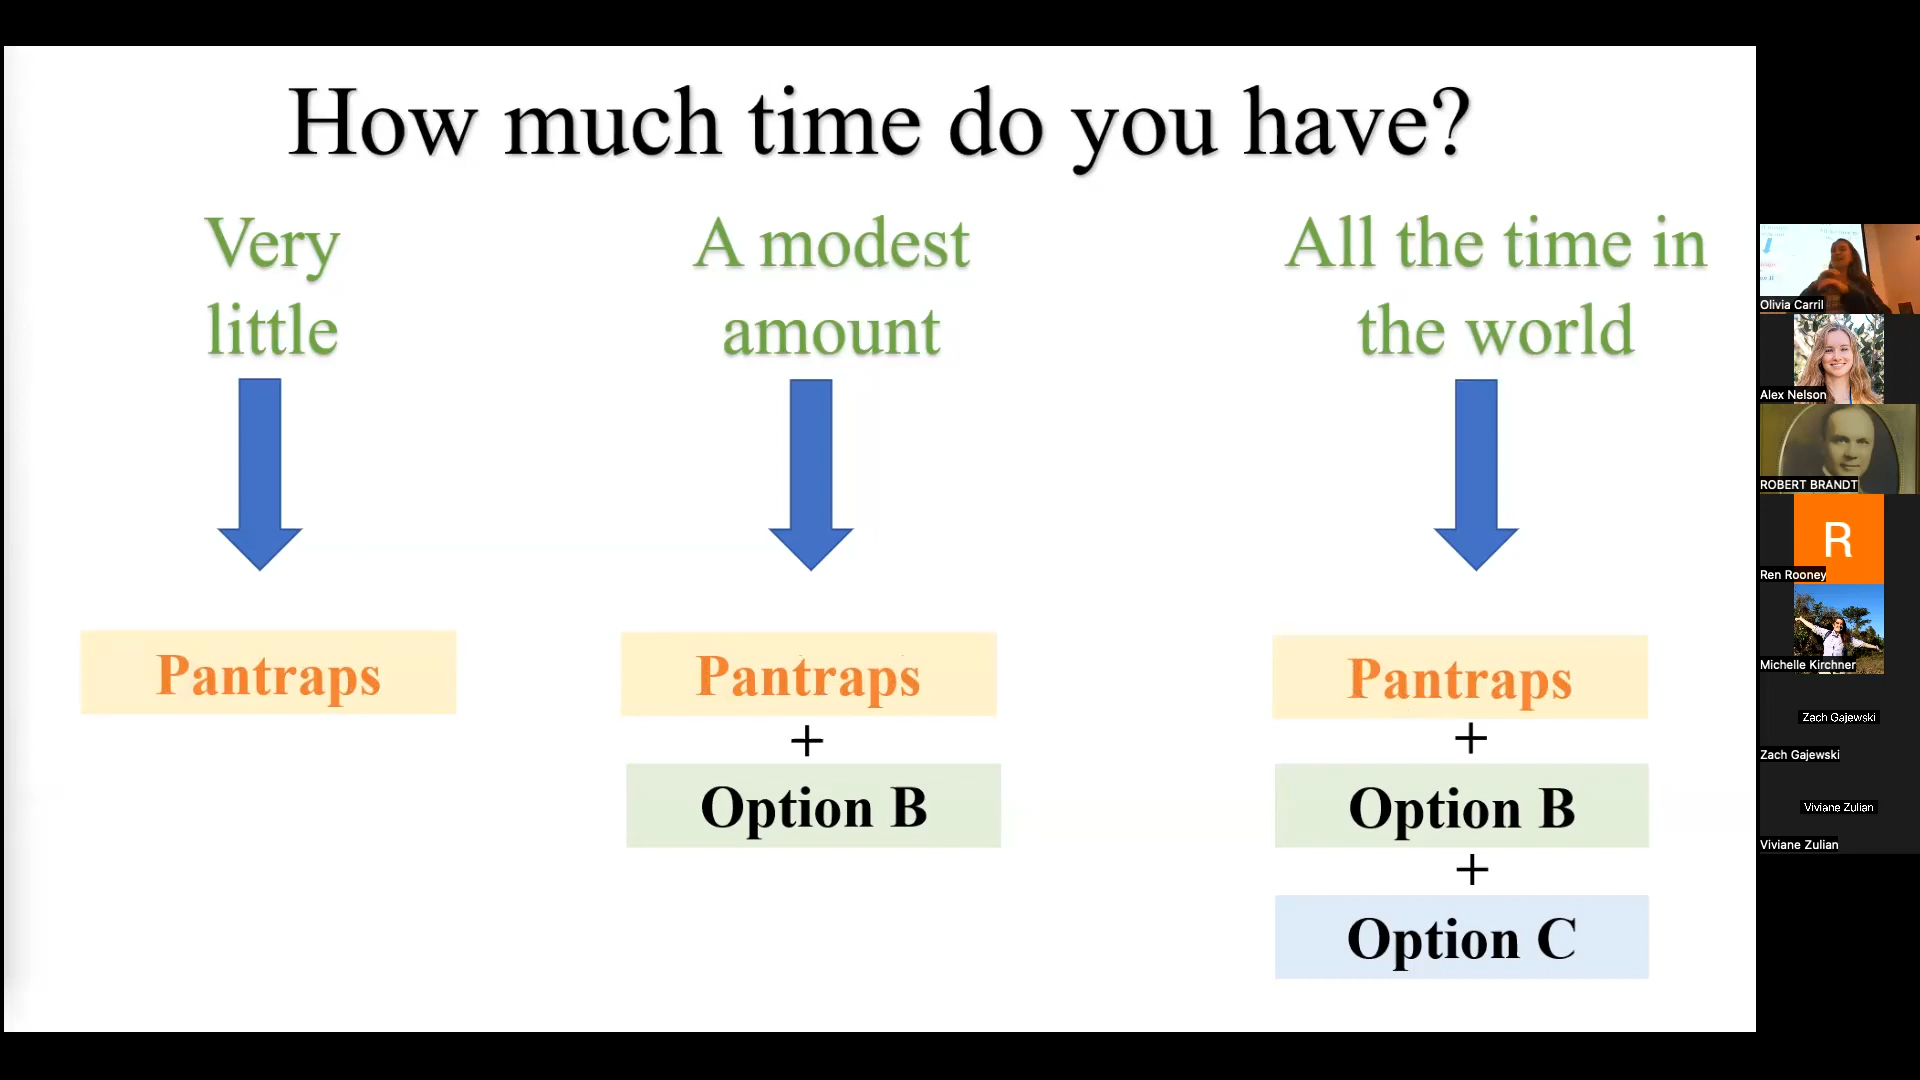 How much time do you have?
Very
little
A modest
amount
All the time in
the world
Pantraps
Pantraps
+
Option B
Pantraps
+
Option B
+
Option C
Olivia Carril
Alex Nelson
ROBERT BRANDT
R
Ren Rooney
Michelle Kirchner
Zach Gajewski
Zach Gajewski
Viviane Zulian
Viviane Zulian